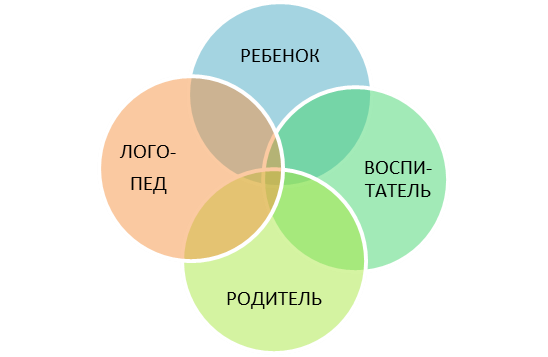 РЕБЕНОК
ЛОГО-
ПЕД
ВОСПИ-
ТАТЕЛЬ
РОДИТЕЛЬ